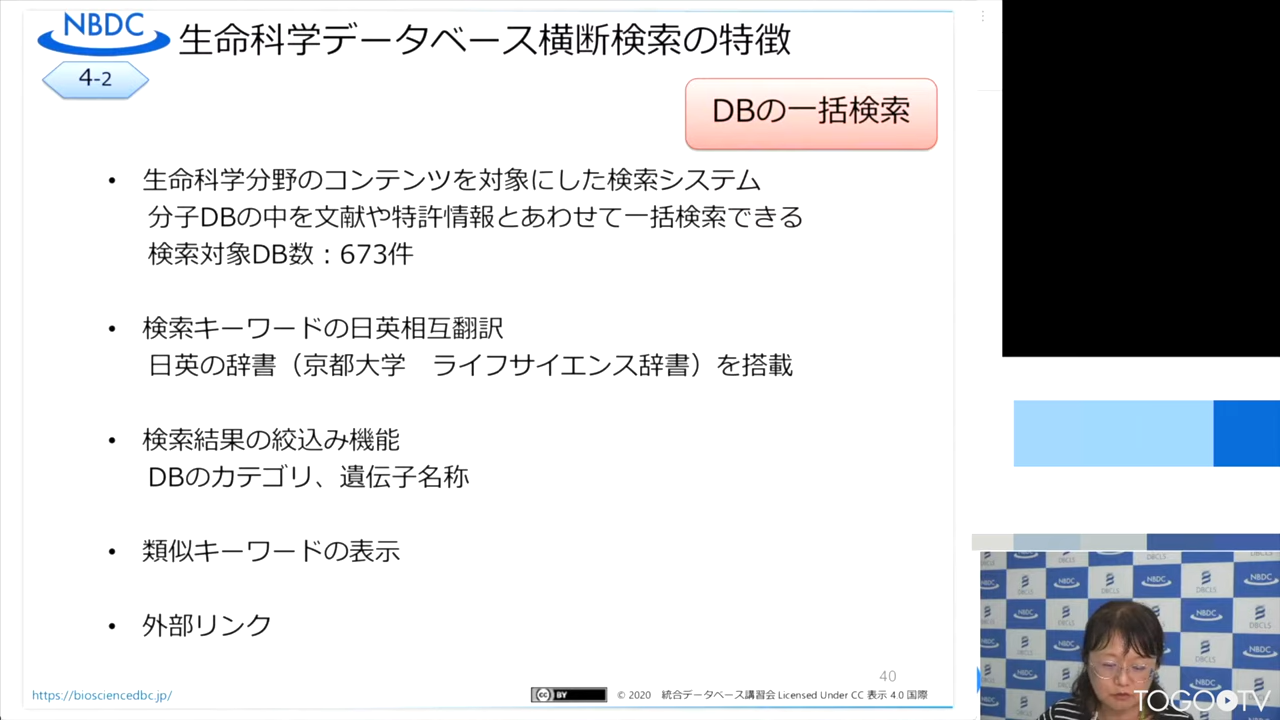 NBDC
生命科学データベース横断検索の特徴
4-2
DBの一括検索
• 生命科学分野のコンテンツを対象にした検索システム
分子DBの中を文献や特許情報とあわせて一括検索できる
検索対象DB数：673件
• 検索キーワードの日英相互翻訳
日英の辞書（京都大学　ライフサイエンス辞書）を搭載
• 検索結果の絞込み機能
DBのカテゴリ、遺伝子名称
• 類似キーワードの表示
• 外部リンク
40
https://biosciencedbc.jp/
CC BY
© 2020　統合データベース講習会 Licensed Under CC 表示 4.0 国際
NBDC
DBCLS
TOGO TV